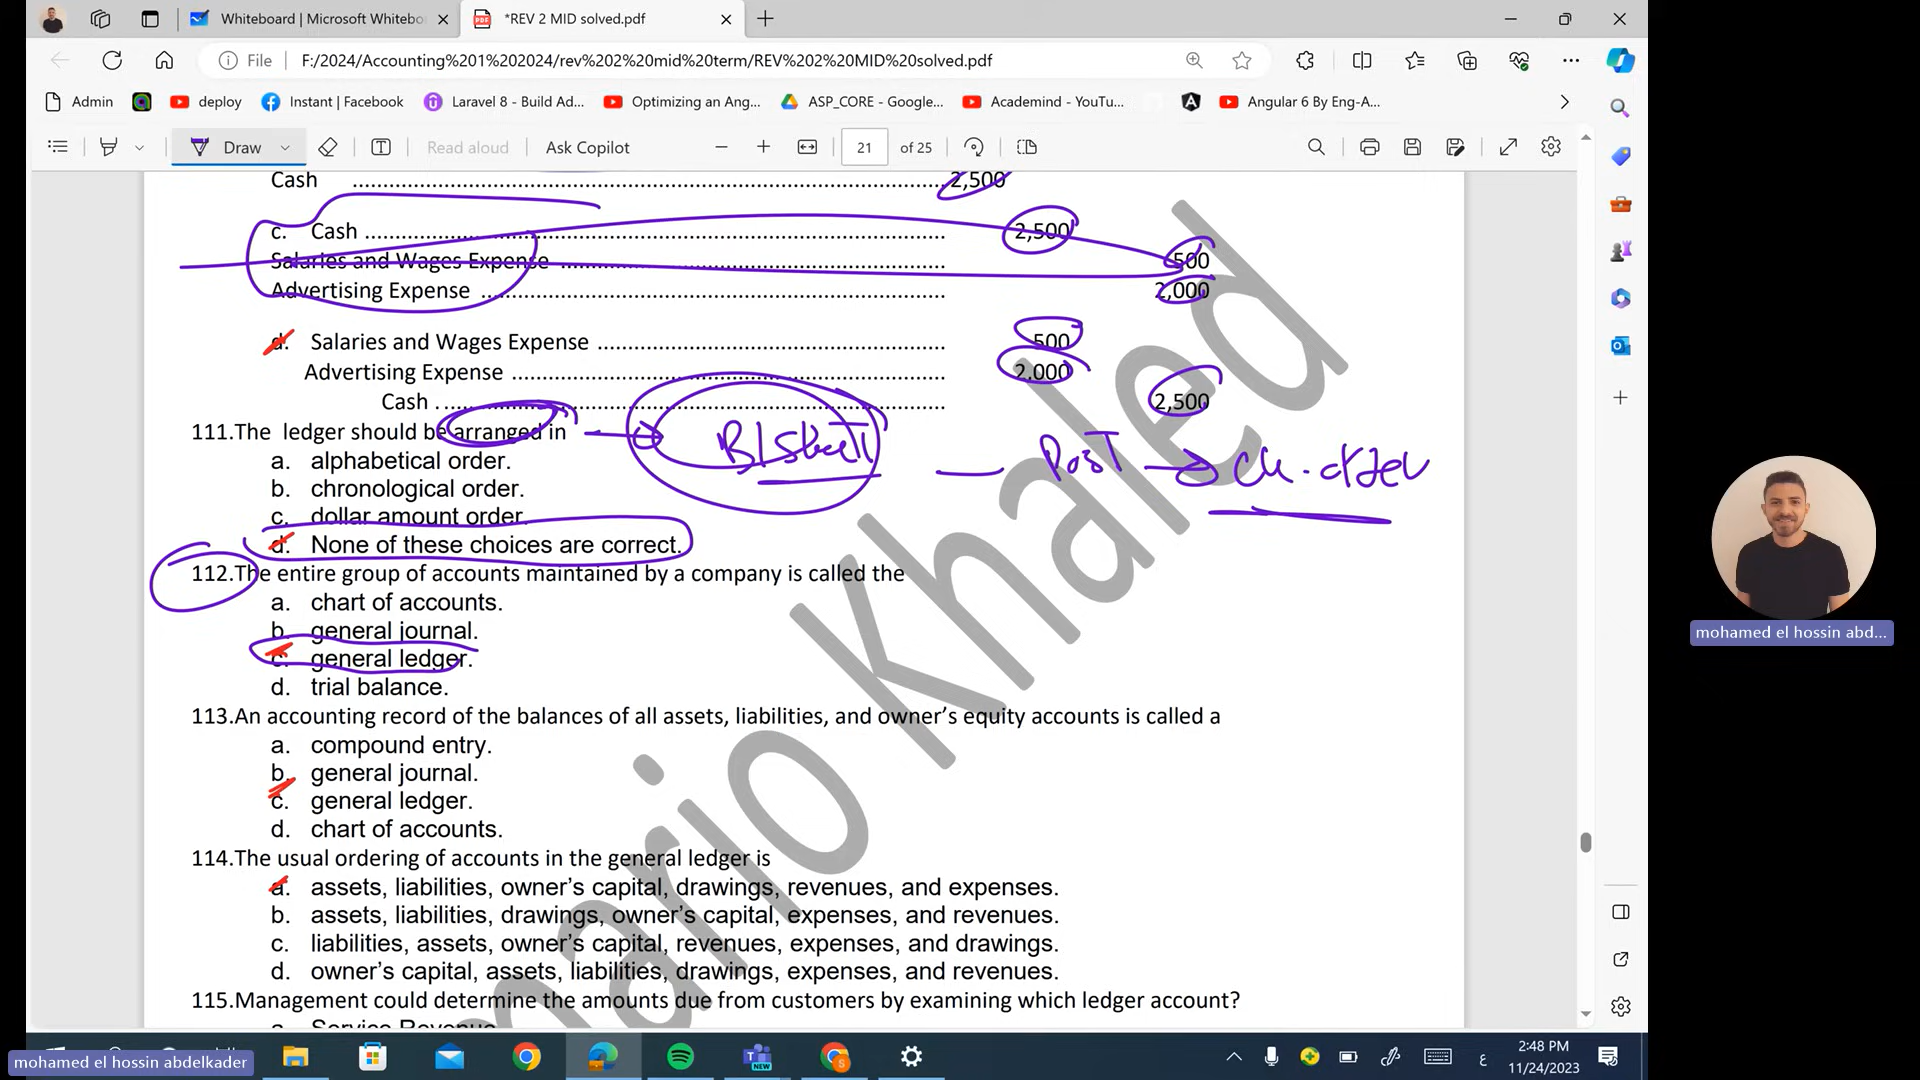 Whiteboard | Microsoft Whitebo
*REV 2 MID solved.pdf
File
F:/2024/Accounting%201%202024/rev%202%20mid%20term/REV%202%20MID%20solved.pdf
Admin
deploy
Instant | Facebook
Laravel 8 - Build Ad...
Optimizing an Ang...
ASP_CORE - Google...
Academind - YouTu...
Angular 6 By Eng-A...
Draw
Read aloud
Ask Copilot
21 of 25
Cash ................ 2,500
c. Cash ................ 2,500
Salaries and Wages Expense ................ 500
Advertising Expense ................ 2,000
d. Salaries and Wages Expense ................ 500
Advertising Expense ................ 2,000
Cash ................ 2,500
111.The ledger should be arranged in
B/Sheet
Post
a. alphabetical order.
b. chronological order.
c. dollar amount order.
d. None of these choices are correct.
112.The entire group of accounts maintained by a company is called the
a. chart of accounts.
b. general journal.
c. general ledger.
d. trial balance.
113.An accounting record of the balances of all assets, liabilities, and owner's equity accounts is called a
a. compound entry.
b. general journal.
c. general ledger.
d. chart of accounts.
114.The usual ordering of accounts in the general ledger is
a. assets, liabilities, owner's capital, drawings, revenues, and expenses.
b. assets, liabilities, drawings, owner's capital, expenses, and revenues.
c. liabilities, assets, owner's capital, revenues, expenses, and drawings.
d. owner's capital, assets, liabilities, drawings, expenses, and revenues.
115.Management could determine the amounts due from customers by examining which ledger account?
a. Service Revenue
mario Khaled
mohamed el hossin abd...
mohamed el hossin abdelkader
NEW
ع
2:48 PM
11/24/2023